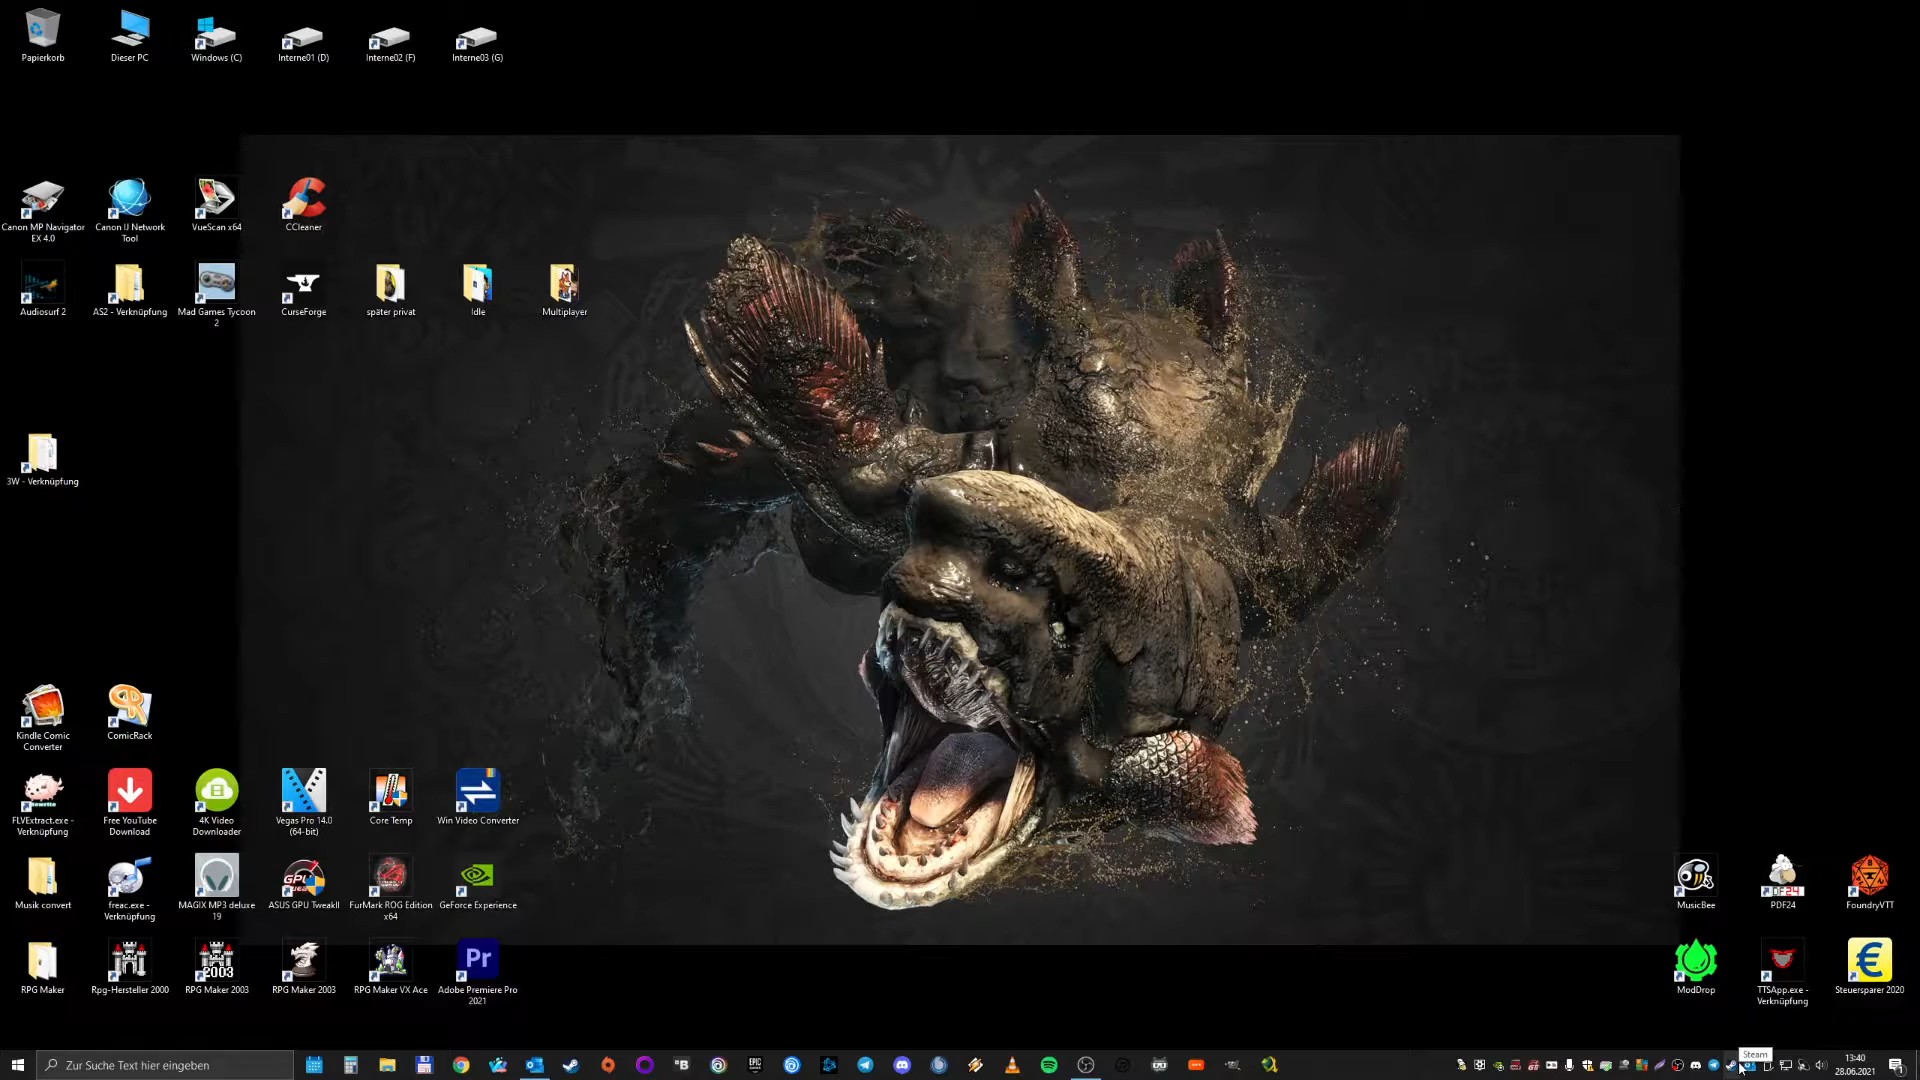 Papierkorb
Dieser PC
Windows (C)
Interne01 (D)
Interne02 (F)
Interne03 (G)
Canon MP Navigator
EX 4.0
Canon IJ Network
Tool
VueScan x64
CCleaner
Audiosurf 2
AS2 - Verknüpfung
Mad Games Tycoon
2
CurseForge
später privat
Idle
Multiplayer
3W - Verknüpfung
Kindle Comic
Converter
ComicRack
FLVExtract.exe -
Verknüpfung
Free YouTube
Download
4K Video
Downloader
Vegas Pro 14.0
(64-bit)
Core Temp
Win Video Converter
Musik convert
freac.exe -
Verknüpfung
MAGIX MP3 deluxe
19
ASUS GPU TweakII
FurMark ROG Edition
x64
GeForce Experience
MusicBee
PDF24
FoundryVTT
RPG Maker
Rpg-Hersteller 2000
2003
RPG Maker 2003
RPG Maker 2003
RPG Maker VX Ace
Pr
Adobe Premiere Pro
2021
ModDrop
TTSApp.exe -
Verknüpfung
Steuersparer 2020
Steam
Zur Suche Text hier eingeben
13:40
28.06.2021